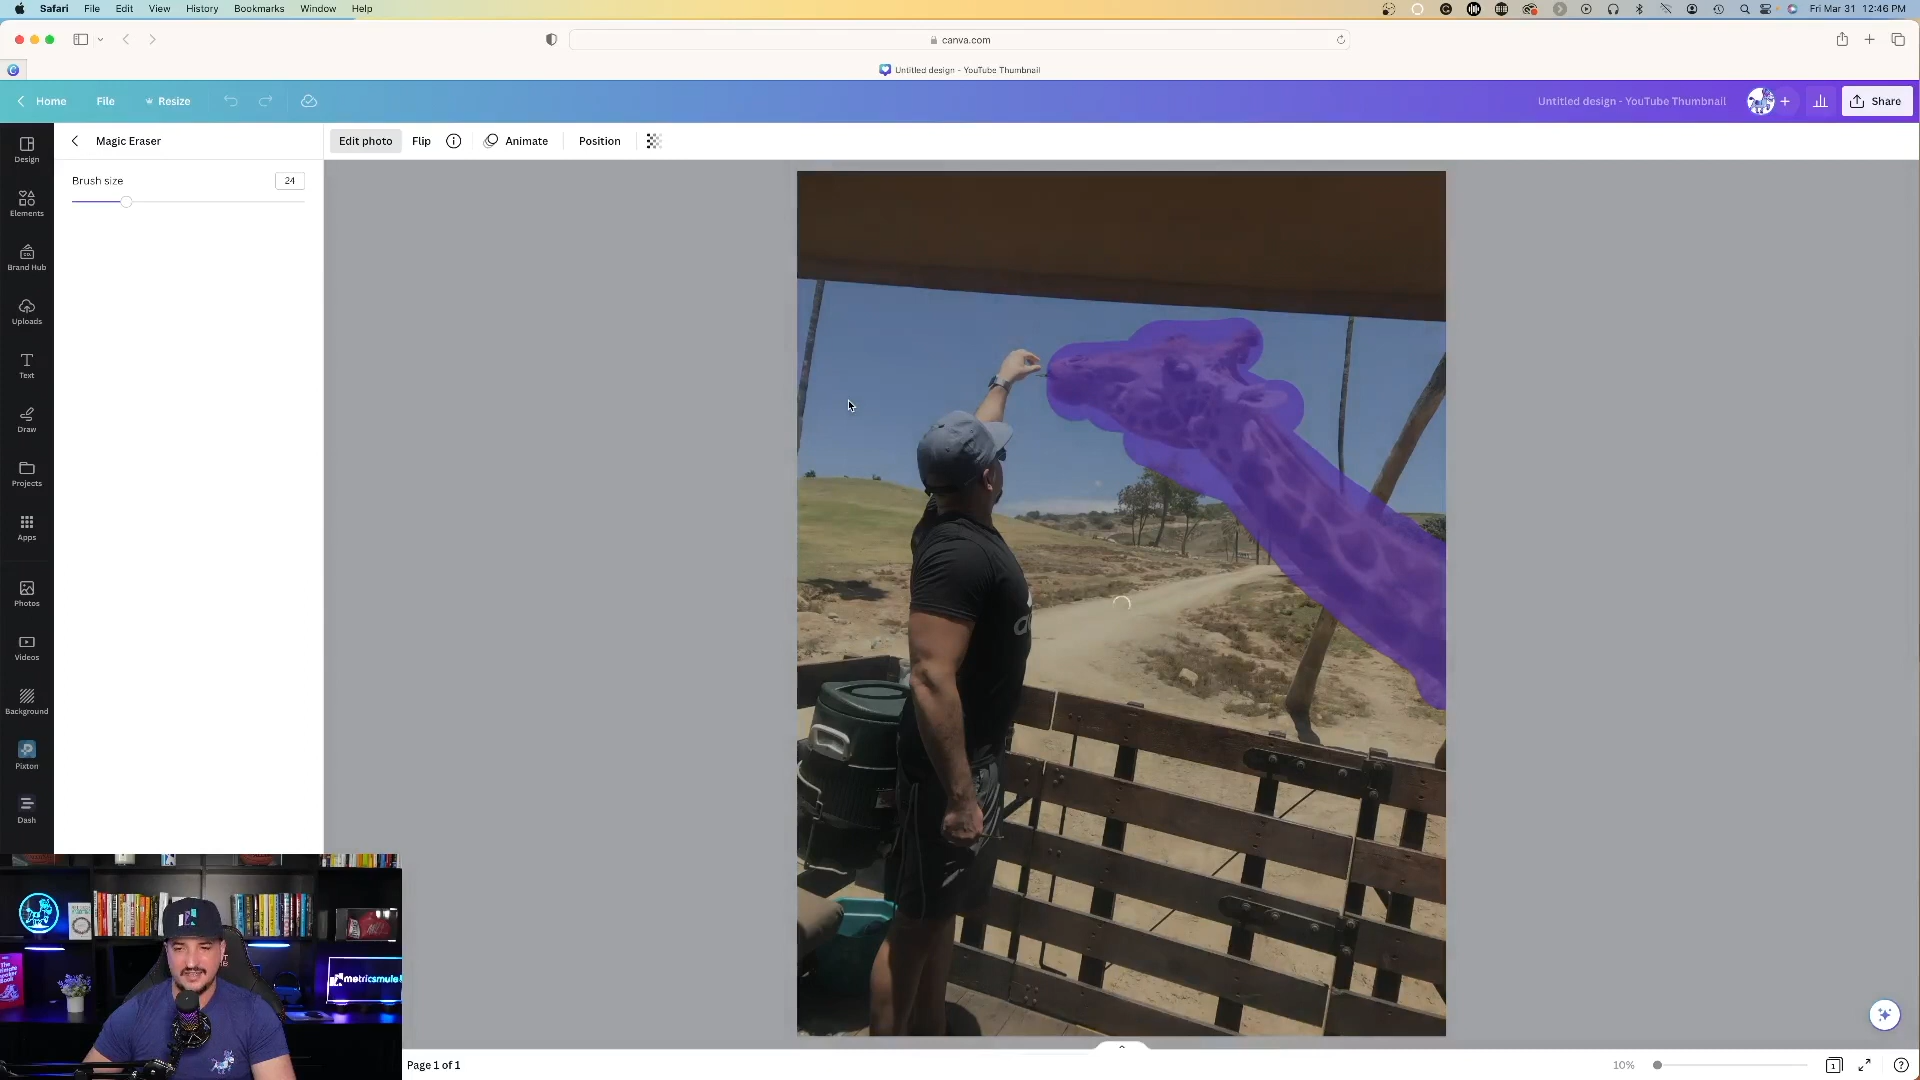 Safari File Edit View History Bookmarks Window Help
Fri Mar 31 12:46 PM
canva.com
Untitled design - YouTube Thumbnail
Home File Resize
Untitled design - YouTube Thumbnail
Share
Magic Eraser
Edit photo Flip Animate Position
Brush size 24
Design
Elements
Brand Hub
Uploads
Text
Draw
Projects
Apps
Photos
Videos
Background
Pixton
Dash
metricsmule
Page 1 of 1
10%
1